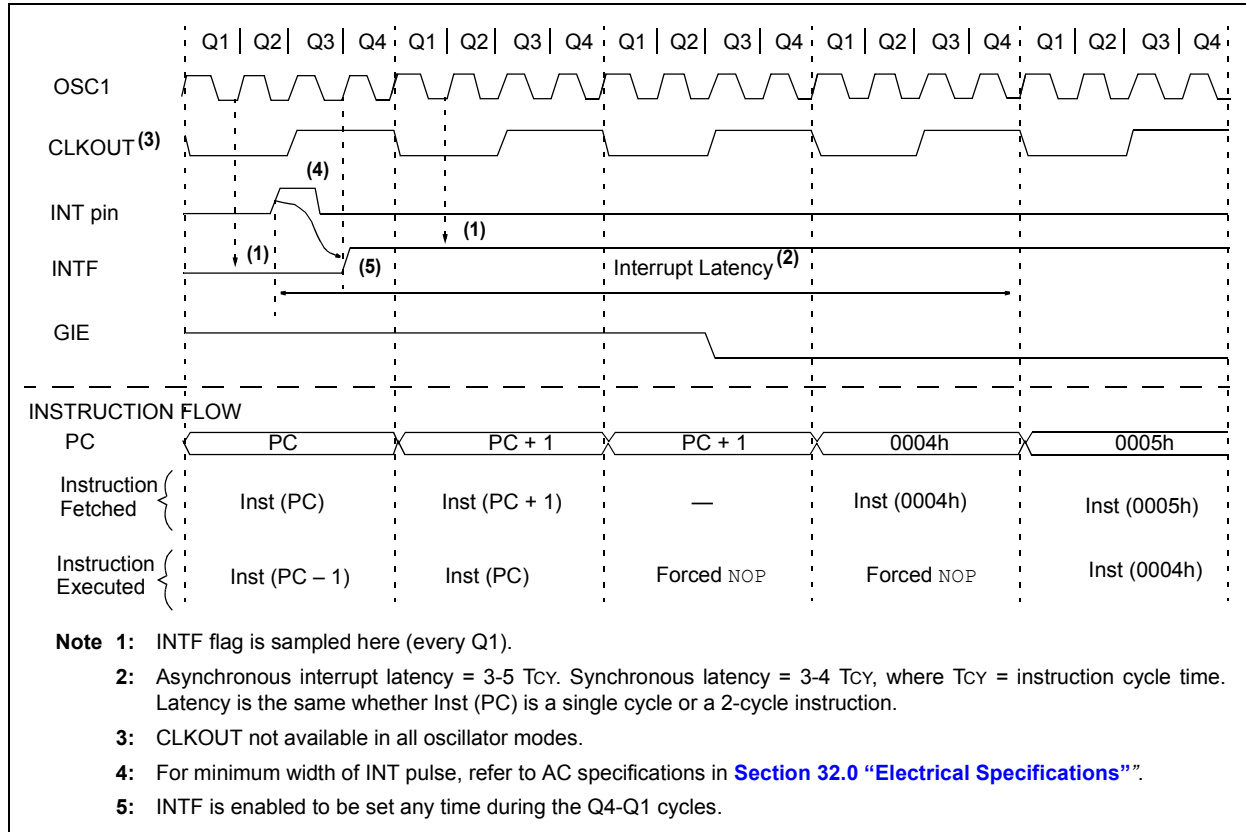 Q1 Q2 Q3 Q4 Q1 Q2 Q3 Q4 Q1 Q2 Q3 Q4 Q1 Q2 Q3 Q4 Q1 Q2 Q3 Q4
OSC1
CLKOUT (3)
(4)
INT pin
(1)
(1)
INTF
(5)
Interrupt Latency (2)
GIE
INSTRUCTION FLOW
PC PC PC + 1 PC + 1 0004h 0005h
Instruction
Fetched
Inst (PC) Inst (PC + 1) — Inst (0004h) Inst (0005h)
Instruction
Executed
Inst (PC – 1) Inst (PC) Forced NOP Forced NOP Inst (0004h)
Note 1: INTF flag is sampled here (every Q1).
2: Asynchronous interrupt latency = 3-5 TCY. Synchronous latency = 3-4 TCY, where TCY = instruction cycle time.
Latency is the same whether Inst (PC) is a single cycle or a 2-cycle instruction.
3: CLKOUT not available in all oscillator modes.
4: For minimum width of INT pulse, refer to AC specifications in Section 32.0 “Electrical Specifications””.
5: INTF is enabled to be set any time during the Q4-Q1 cycles.